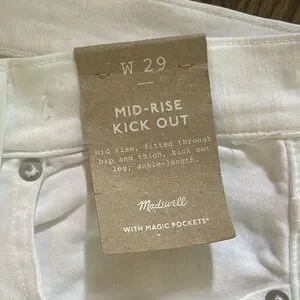 W 29
MID-RISE
KICK OUT
Mid rise, fitted through
hip and thigh, kick out
leg, ankle-length.
Madewell
WITH MAGIC POCKETS®